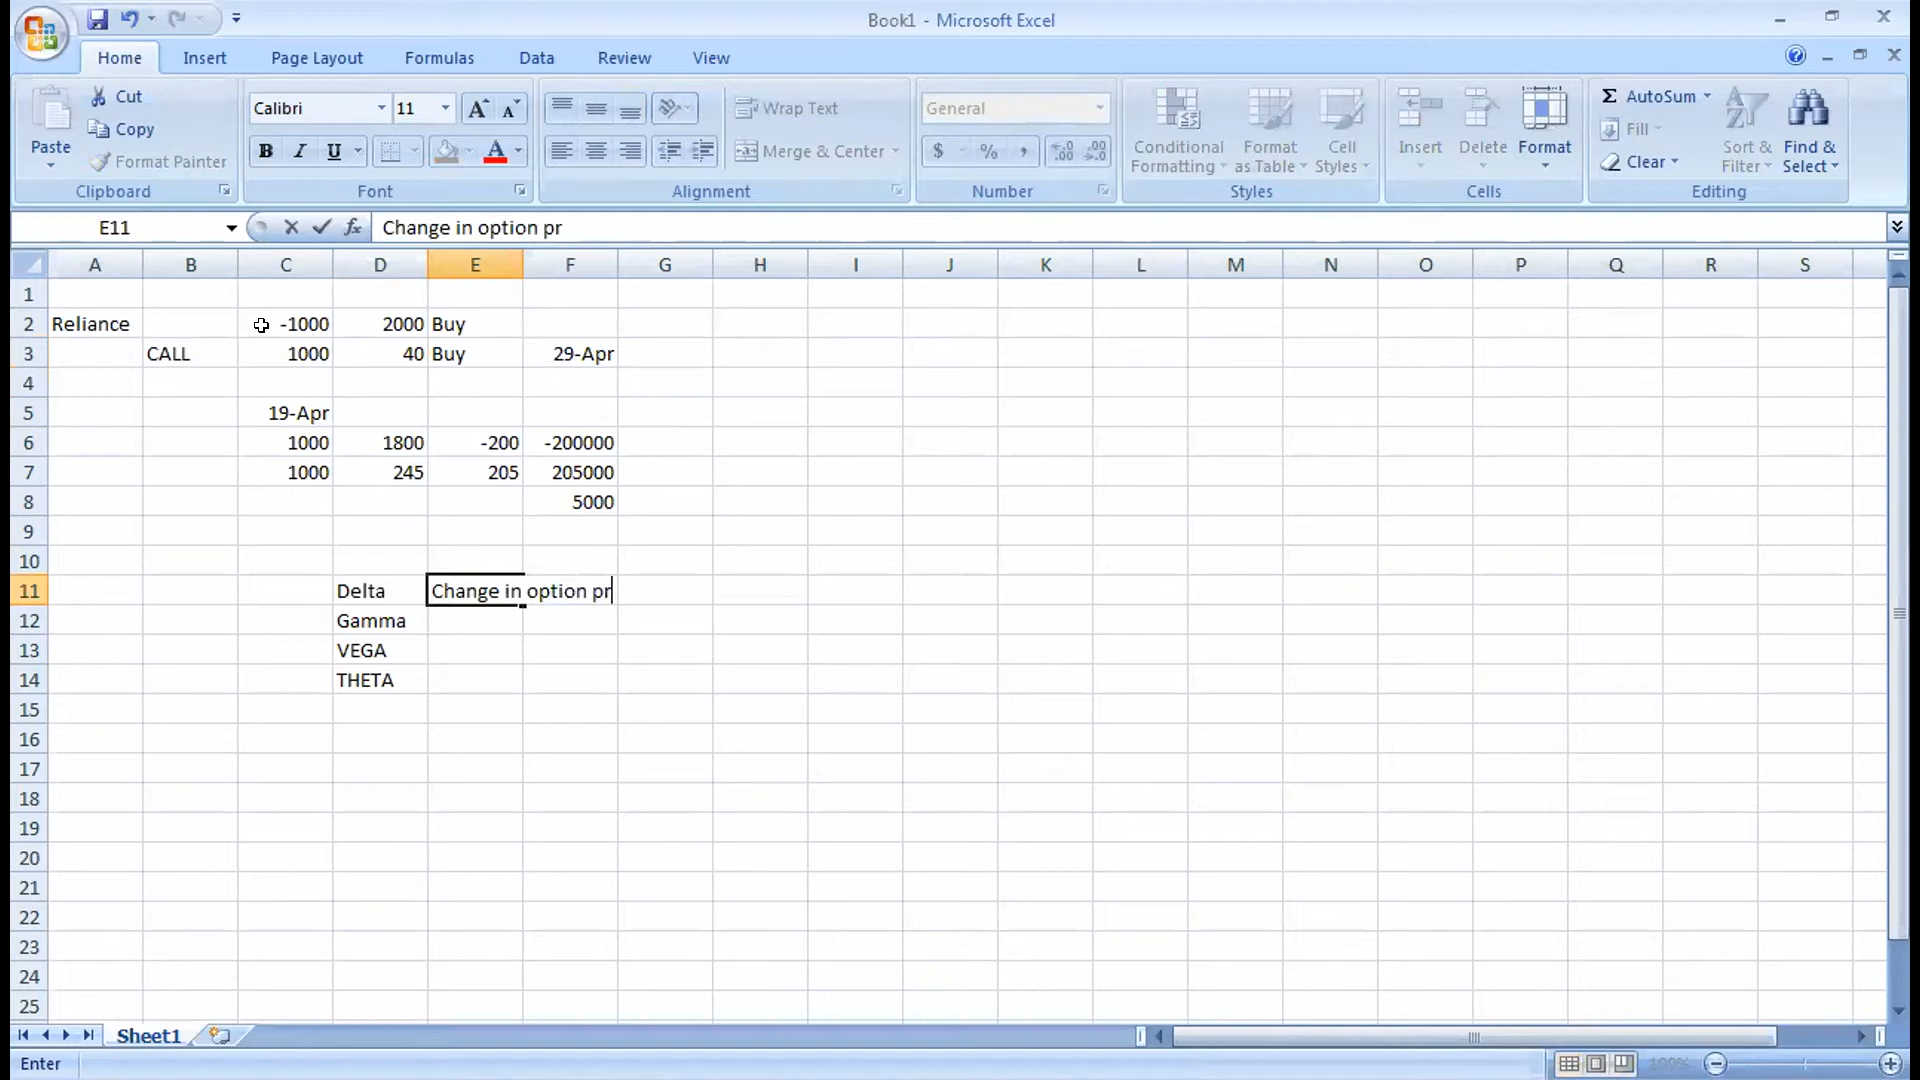 Book1 - Microsoft Excel
Home Insert Page Layout Formulas Data Review View
Cut
Copy
Format Painter
Paste
Clipboard
Calibri 11
B I U
Font
Wrap Text
Merge & Center
Alignment
General
$ % ,
Number
Conditional Formatting
Format as Table
Cell Styles
Styles
Insert Delete Format
Cells
AutoSum
Fill
Clear
Sort & Filter
Find & Select
Editing
E11 fx Change in option pr
A B C D E F G H I J K L M N O P Q R S
1
2 Reliance -1000 2000 Buy
3 CALL 1000 40 Buy 29-Apr
4
5 19-Apr
6 1000 1800 -200 -200000
7 1000 245 205 205000
8 5000
9
10
11 Delta Change in option pr
12 Gamma
13 VEGA
14 THETA
15
16
17
18
19
20
21
22
23
24
25
Sheet1
Enter 100%